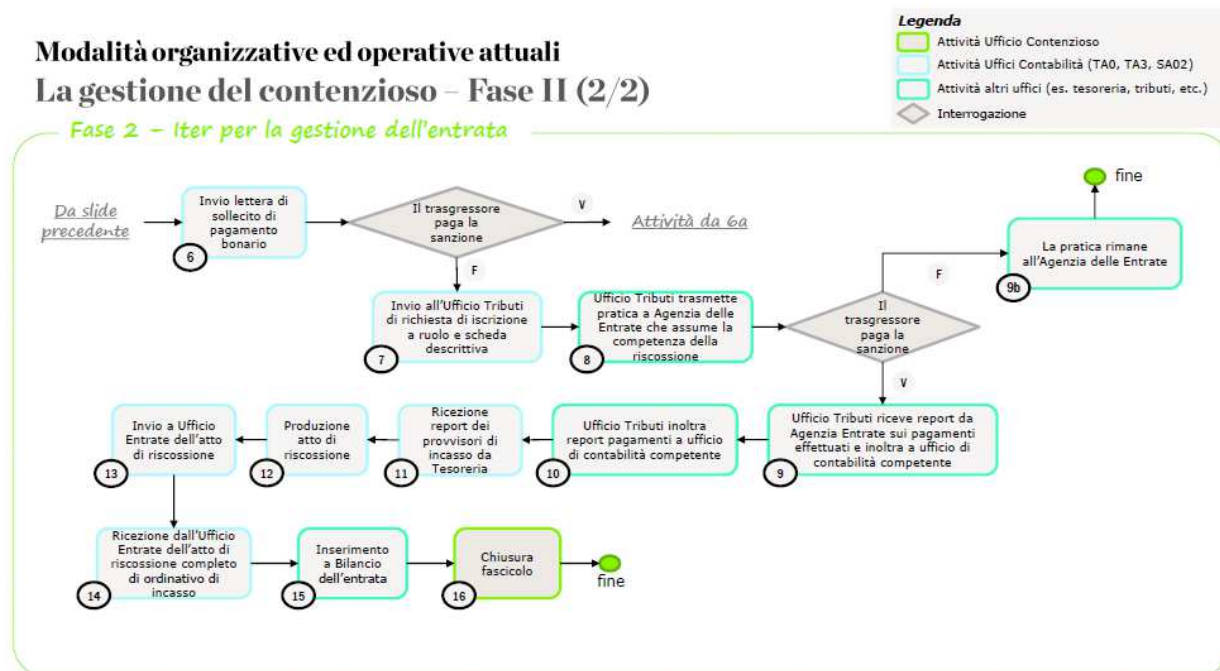 Modalità organizzative ed operative attuali
La gestione del contenzioso – Fase II (2/2)
Legenda
Attività Ufficio Contenzioso
Attività Uffici Contabilità (TA0, TA3, SA02)
Attività altri uffici (es. tesoreria, tributi, etc.)
Interrogazione
Fase 2 – Iter per la gestione dell'entrata
Da slide
precedente
Invio lettera di
sollecito di
pagamento
bonario
6
Il trasgressore
paga la
sanzione
V
Attività da 6a
F
Invio all'Ufficio Tributi
di richiesta di iscrizione
a ruolo e scheda
descrittiva
7
Ufficio Tributi trasmette
pratica a Agenzia delle
Entrate che assume la
competenza della
riscossione
8
Il
trasgressore
paga la
sanzione
F
La pratica rimane
all'Agenzia delle Entrate
9b
fine
V
Ufficio Tributi riceve report da
Agenzia Entrate sui pagamenti
effettuati e inoltra a ufficio di
contabilità competente
9
Ufficio Tributi inoltra
report pagamenti a ufficio
di contabilità competente
10
Ricezione
report dei
provvisori di
incasso da
Tesoreria
11
Produzione
atto di
riscossione
12
Invio a Ufficio
Entrate dell'atto
di riscossione
13
Ricezione dall'Ufficio
Entrate dell'atto di
riscossione completo
di ordinativo di
incasso
14
Inserimento
a Bilancio
dell'entrata
15
Chiusura
fascicolo
16
fine